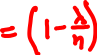 = (1 - λ/n)